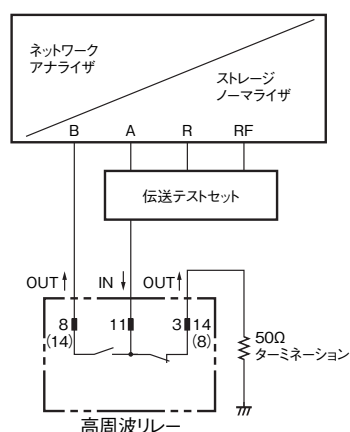 ネットワーク
アナライザ
ストレージ
ノーマライザ
B A R RF
伝送テストセット
OUT IN OUT
8 11 3 14
(14) (8)
50Ω
ターミネーション
高周波リレー